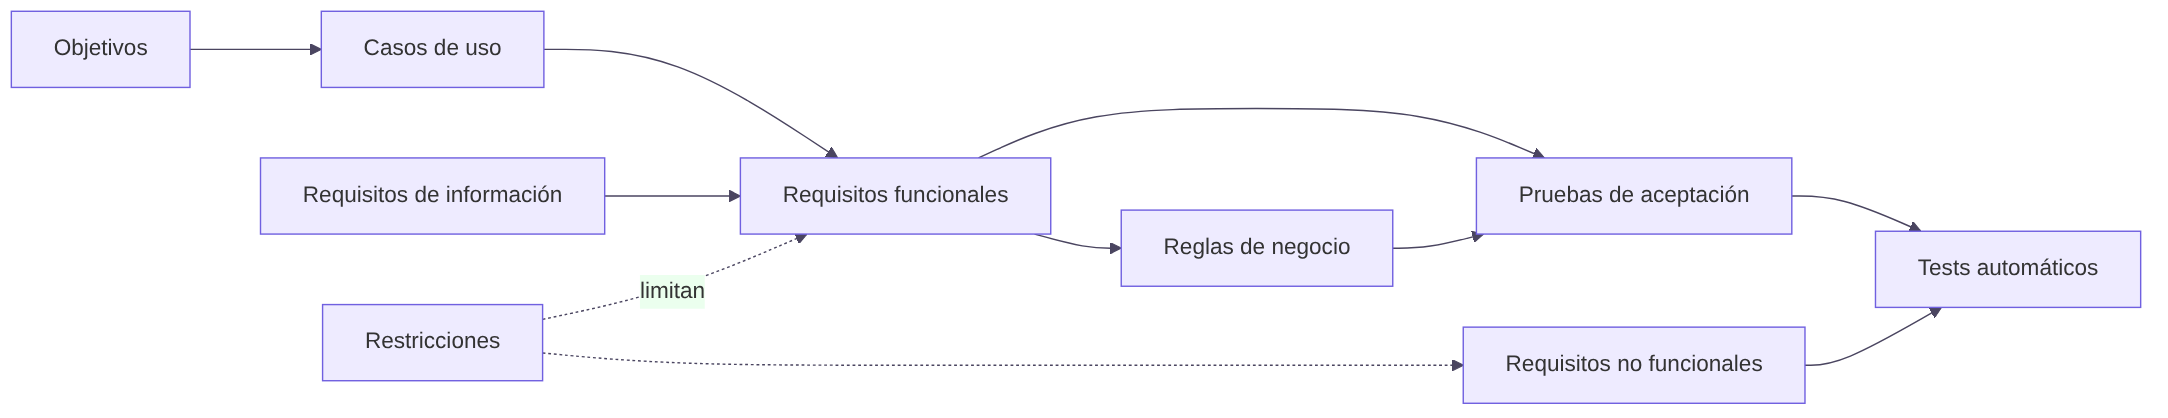 Objetivos
Casos de uso
Requisitos de información
Requisitos funcionales
Pruebas de aceptación
Reglas de negocio
Tests automáticos
limitan
Restricciones
Requisitos no funcionales